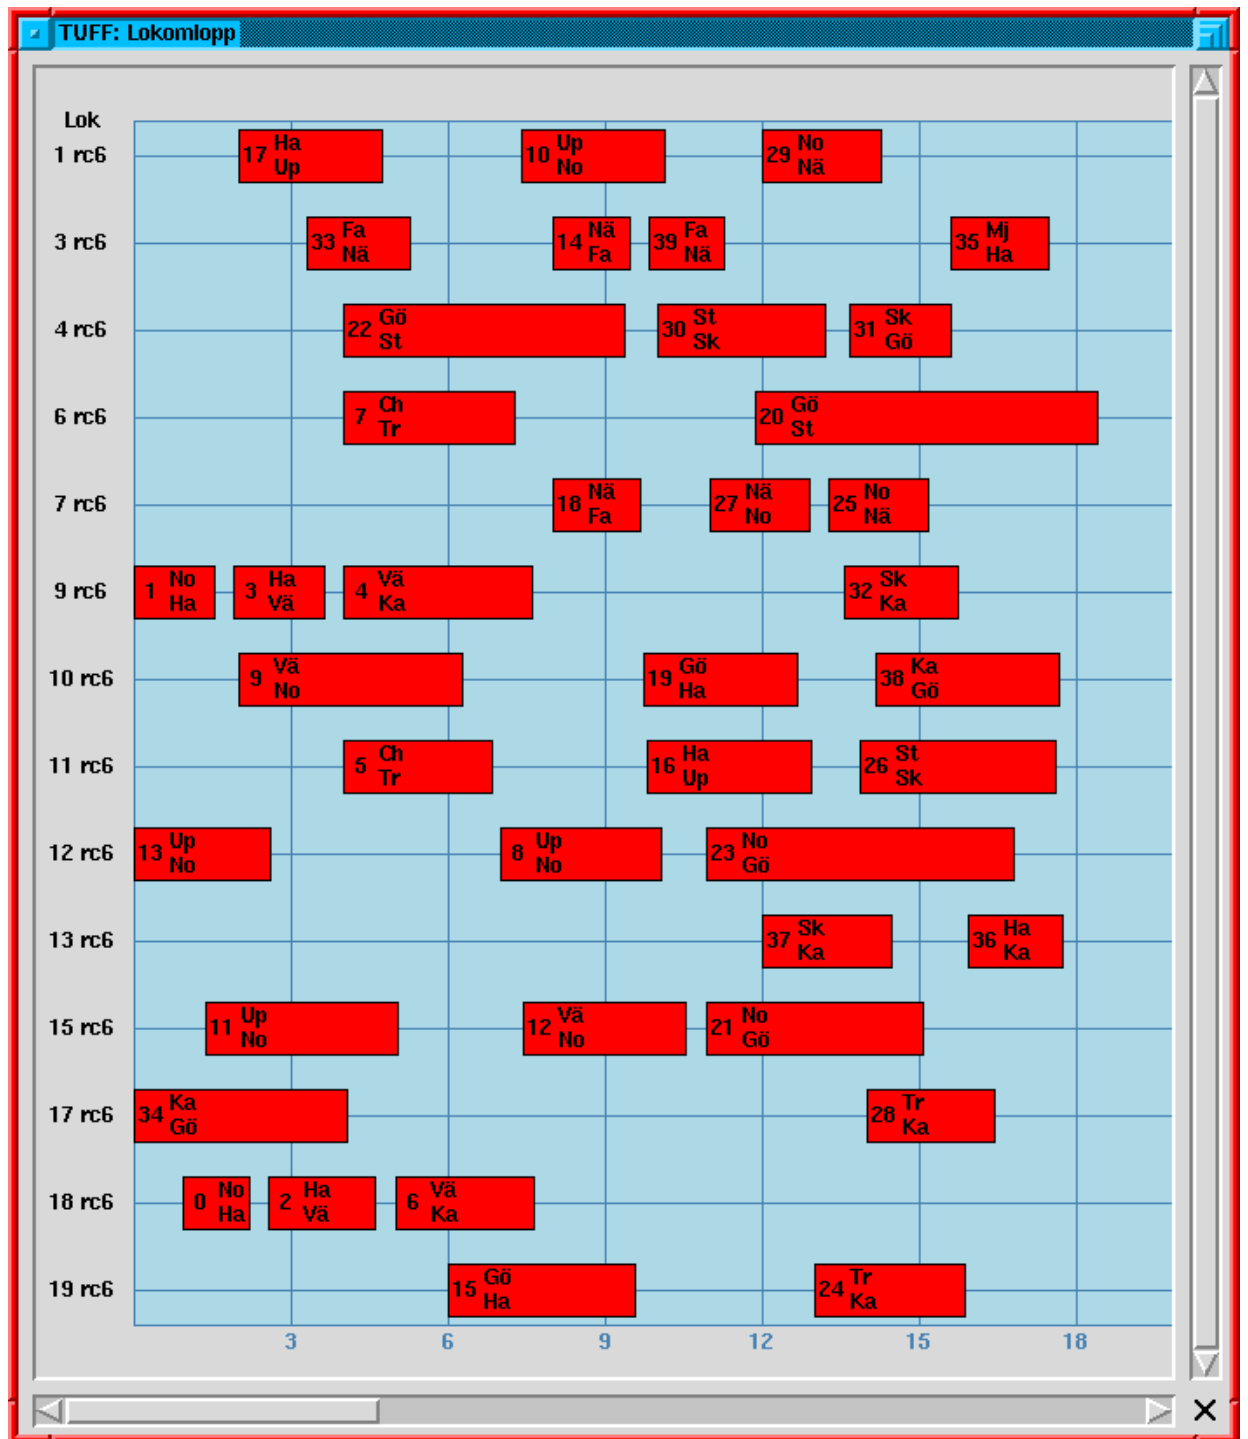 TUFF: Lokomlopp
Lok
1 rc6 17 Ha Up 10 Up No 29 No Nä
3 rc6 33 Fa Nä 14 Nä Fa 39 Fa Nä 35 Mj Ha
4 rc6 22 Gö St 30 St Sk 31 Sk Gö
6 rc6 7 Ch Tr 20 Gö St
7 rc6 18 Nä Fa 27 Nä No 25 No Nä
9 rc6 1 No Ha 3 Ha Vä 4 Vä Ka 32 Sk Ka
10 rc6 9 Vä No 19 Gö Ha 38 Ka Gö
11 rc6 5 Ch Tr 16 Ha Up 26 St Sk
12 rc6 13 Up No 8 Up No 23 No Gö
13 rc6 37 Sk Ka 36 Ha Ka
15 rc6 11 Up No 12 Vä No 21 No Gö
17 rc6 34 Ka Gö 28 Tr Ka
18 rc6 0 No Ha 2 Ha Vä 6 Vä Ka
19 rc6 15 Gö Ha 24 Tr Ka
3 6 9 12 15 18